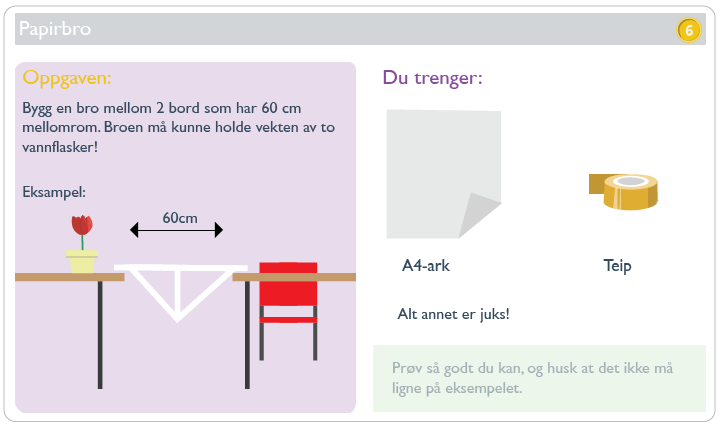 Papirbro
6
Oppgaven:
Bygg en bro mellom 2 bord som har 60 cm
mellomrom. Broen må kunne holde vekten av to
vannflasker!
Eksampel:
60cm
Du trenger:
A4-ark
Teip
Alt annet er juks!
Prøv så godt du kan, og husk at det ikke må
ligne på eksempelet.